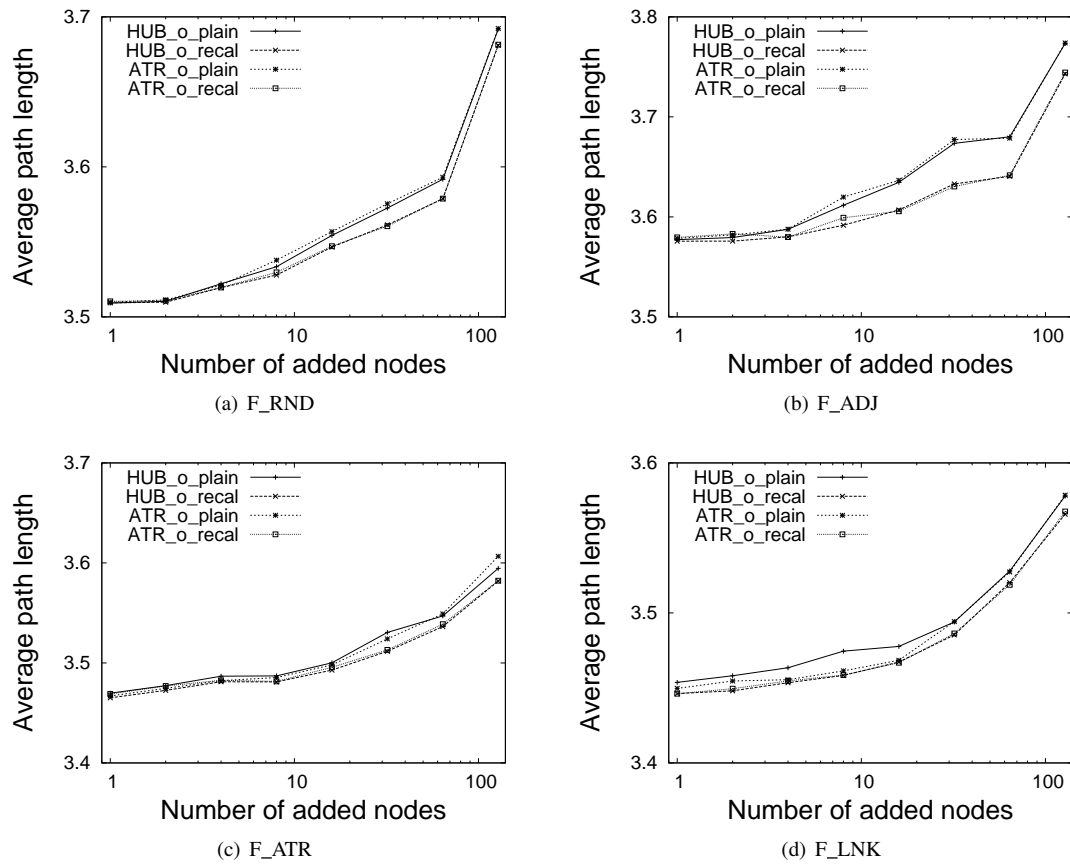 3.7
3.6
3.5
1
10
100
Average path length
Number of added nodes
HUB_o_plain
HUB_o_recal
ATR_o_plain
ATR_o_recal
(a) F_RND
3.8
3.7
3.6
3.5
1
10
100
Average path length
Number of added nodes
HUB_o_plain
HUB_o_recal
ATR_o_plain
ATR_o_recal
(b) F_ADJ
3.7
3.6
3.5
3.4
1
10
100
Average path length
Number of added nodes
HUB_o_plain
HUB_o_recal
ATR_o_plain
ATR_o_recal
(c) F_ATR
3.6
3.5
3.4
1
10
100
Average path length
Number of added nodes
HUB_o_plain
HUB_o_recal
ATR_o_plain
ATR_o_recal
(d) F_LNK